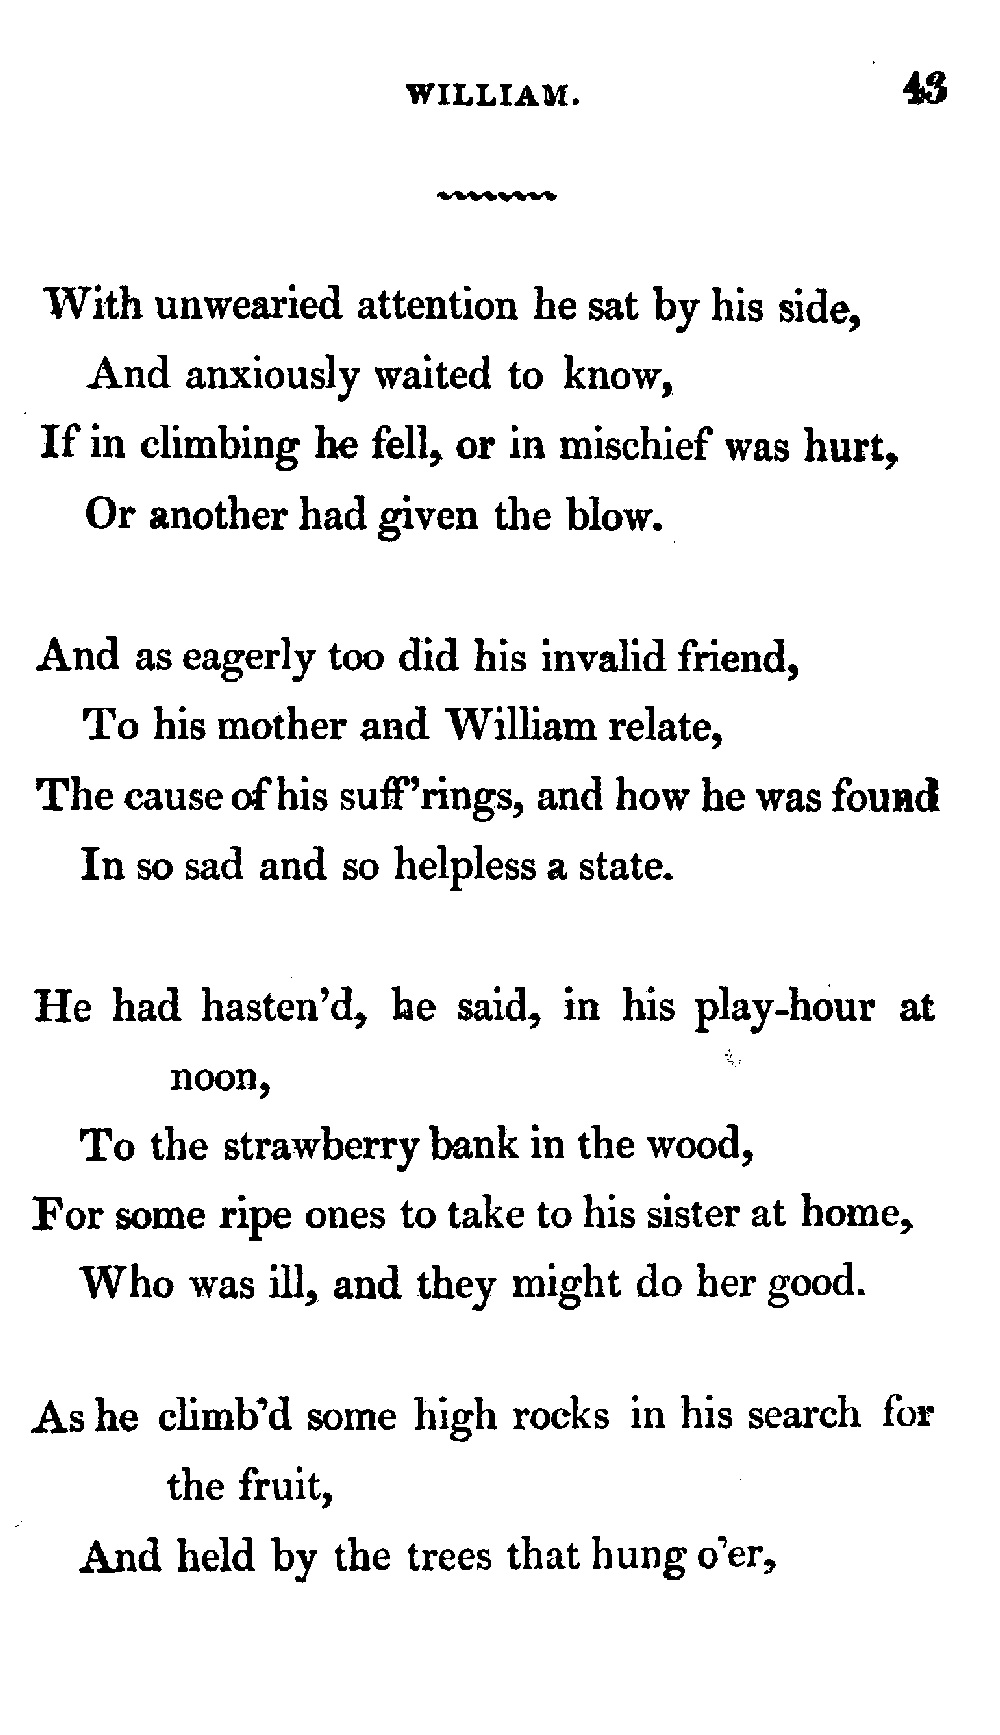 WILLIAM. 43
With unwearied attention he sat by his side,
And anxiously waited to know,
If in climbing he fell, or in mischief was hurt,
Or another had given the blow.
And as eagerly too did his invalid friend,
To his mother and William relate,
The cause of his suff'rings, and how he was found
In so sad and so helpless a state.
He had hasten'd, he said, in his play-hour at
noon,
To the strawberry bank in the wood,
For some ripe ones to take to his sister at home,
Who was ill, and they might do her good.
As he climb'd some high rocks in his search for
the fruit,
And held by the trees that hung o'er,